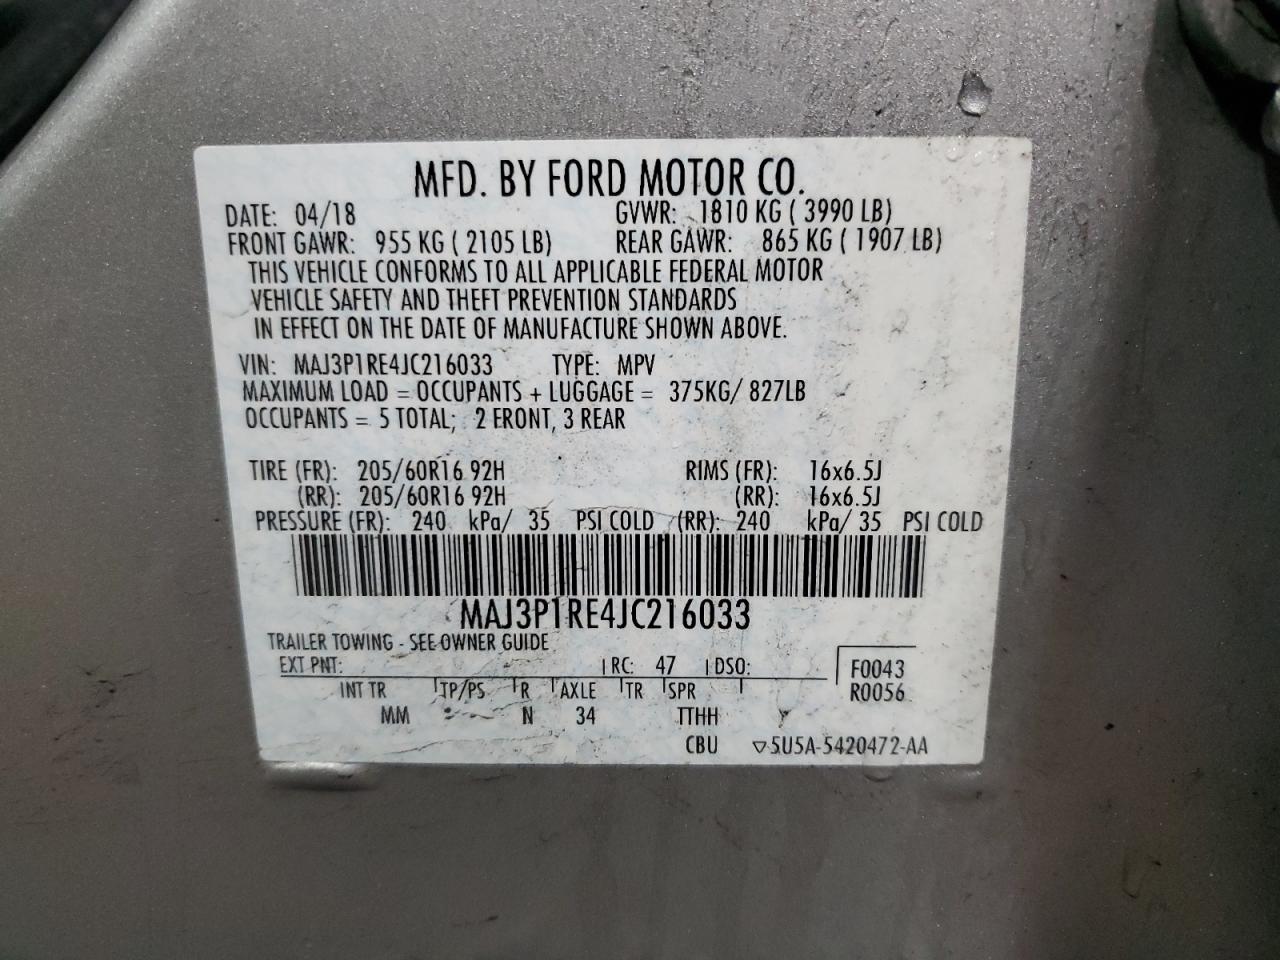 MFD. BY FORD MOTOR CO.
DATE: 04/18 GVWR: 1810 KG ( 3990 LB)
FRONT GAWR: 955 KG ( 2105 LB) REAR GAWR: 865 KG ( 1907 LB)
THIS VEHICLE CONFORMS TO ALL APPLICABLE FEDERAL MOTOR
VEHICLE SAFETY AND THEFT PREVENTION STANDARDS
IN EFFECT ON THE DATE OF MANUFACTURE SHOWN ABOVE.
VIN: MAJ3P1RE4JC216033 TYPE: MPV
MAXIMUM LOAD = OCCUPANTS + LUGGAGE = 375KG/ 827LB
OCCUPANTS = 5 TOTAL; 2 FRONT, 3 REAR
TIRE (FR): 205/60R16 92H RIMS (FR): 16x6.5J
(RR): 205/60R16 92H (RR): 16x6.5J
PRESSURE (FR): 240 kPa/ 35 PSI COLD (RR): 240 kPa/ 35 PSI COLD
MAJ3P1RE4JC216033
TRAILER TOWING - SEE OWNER GUIDE
EXT PNT: RC: 47 DSO: F0043
INT TR TP/PS R AXLE TR SPR R0056
MM N 34 TTHH
CBU ▽5U5A-5420472-AA